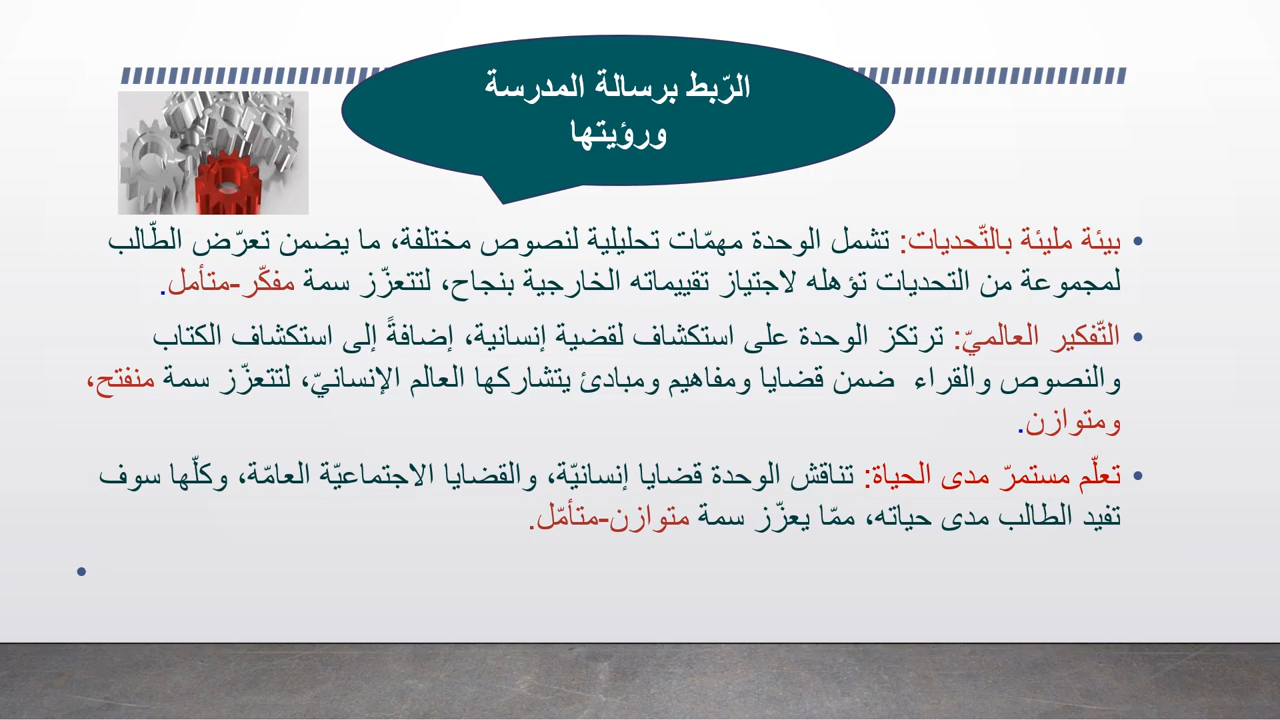 الرّبط برسالة المدرسة
ورؤيتها
• بيئة مليئة بالتّحديات: تشمل الوحدة مهمّات تحليلية لنصوص مختلفة، ما يضمن تعرّض الطّالب
لمجموعة من التحديات تؤهله لاجتياز تقييماته الخارجية بنجاح، لتتعزّز سمة مفكّر-متأمل.
• التّفكير العالميّ: ترتكز الوحدة على استكشاف لقضية إنسانية، إضافةً إلى استكشاف الكتاب
والنصوص والقراء ضمن قضايا ومفاهيم ومبادئ يتشاركها العالم الإنسانيّ، لتتعزّز سمة منفتح،
ومتوازن.
• تعلّم مستمرّ مدى الحياة: تناقش الوحدة قضايا إنسانيّة، والقضايا الاجتماعيّة العامّة، وكلّها سوف
تفيد الطالب مدى حياته، ممّا يعزّز سمة متوازن-متأمّل.
•